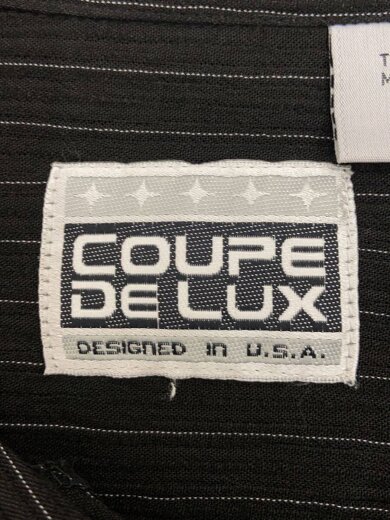 COUPE
DE LUX
DESIGNED IN U.S.A.